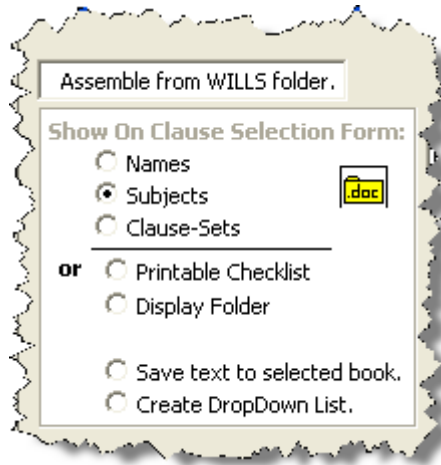 Assemble from WILLS folder.
Show On Clause Selection Form:
Names
Subjects
.doc
Clause-Sets
or Printable Checklist
Display Folder
Save text to selected book.
Create DropDown List.